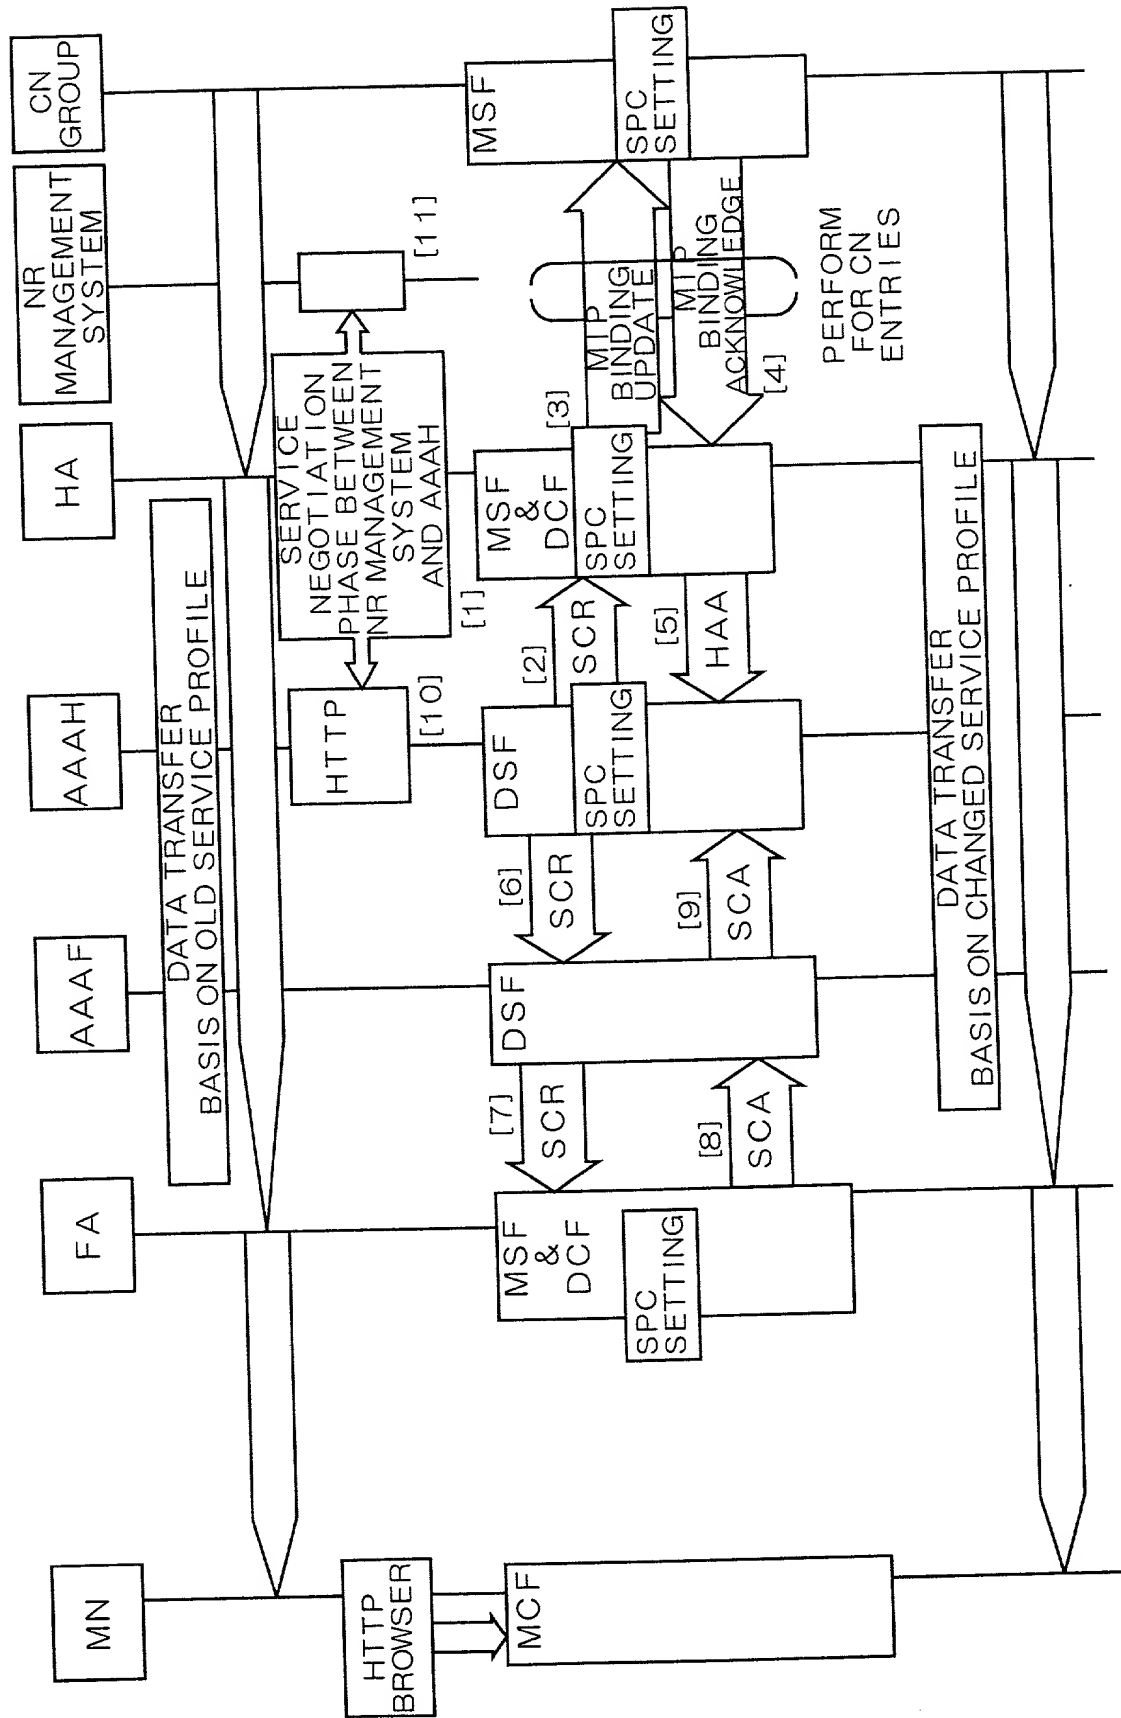 MN
FA
AAAF
AAAH
HA
NR
MANAGEMENT
SYSTEM
CN
GROUP
DATA TRANSFER
BASIS ON OLD SERVICE PROFILE
HTTP
BROWSER
HTTP
[10]
SERVICE
NEGOTIATION
PHASE BETWEEN
NR MANAGEMENT
SYSTEM
AND AAAH
[1]
[11]
MCF
MSF
&
DCF
SPC
SETTING
[7]
SCR
[8]
SCA
DSF
[6]
SCR
[9]
SCA
DSF
SPC
SETTING
[2]
SCR
[5]
HAA
MSF
&
DCF
SPC
SETTING
[3]
MIP
BINDING
UPDATE
MIP
BINDING
ACKNOWLEDGE
[4]
MSF
SPC
SETTING
PERFORM
FOR CN
ENTRIES
DATA TRANSFER
BASIS ON CHANGED SERVICE PROFILE